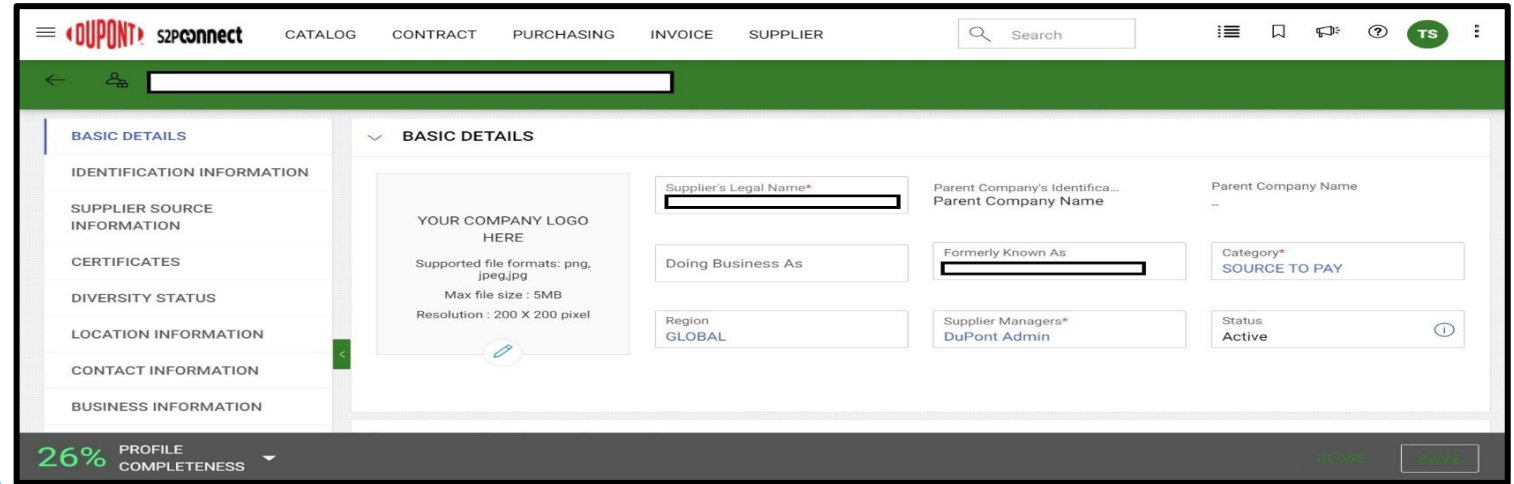 DUPONT S2PConnect CATALOG CONTRACT PURCHASING INVOICE SUPPLIER Search TS
BASIC DETAILS
IDENTIFICATION INFORMATION
SUPPLIER SOURCE
INFORMATION
CERTIFICATES
DIVERSITY STATUS
LOCATION INFORMATION
CONTACT INFORMATION
BUSINESS INFORMATION
BASIC DETAILS
YOUR COMPANY LOGO
HERE
Supported file formats: png,
jpeg,jpg
Max file size : 5MB
Resolution : 200 X 200 pixel
Supplier's Legal Name*
Parent Company's Identifica...
Parent Company Name
Parent Company Name
–
Doing Business As
Formerly Known As
Category*
SOURCE TO PAY
Region
GLOBAL
Supplier Managers*
DuPont Admin
Status
Active
26% PROFILE
COMPLETENESS
CLOSE SAVE